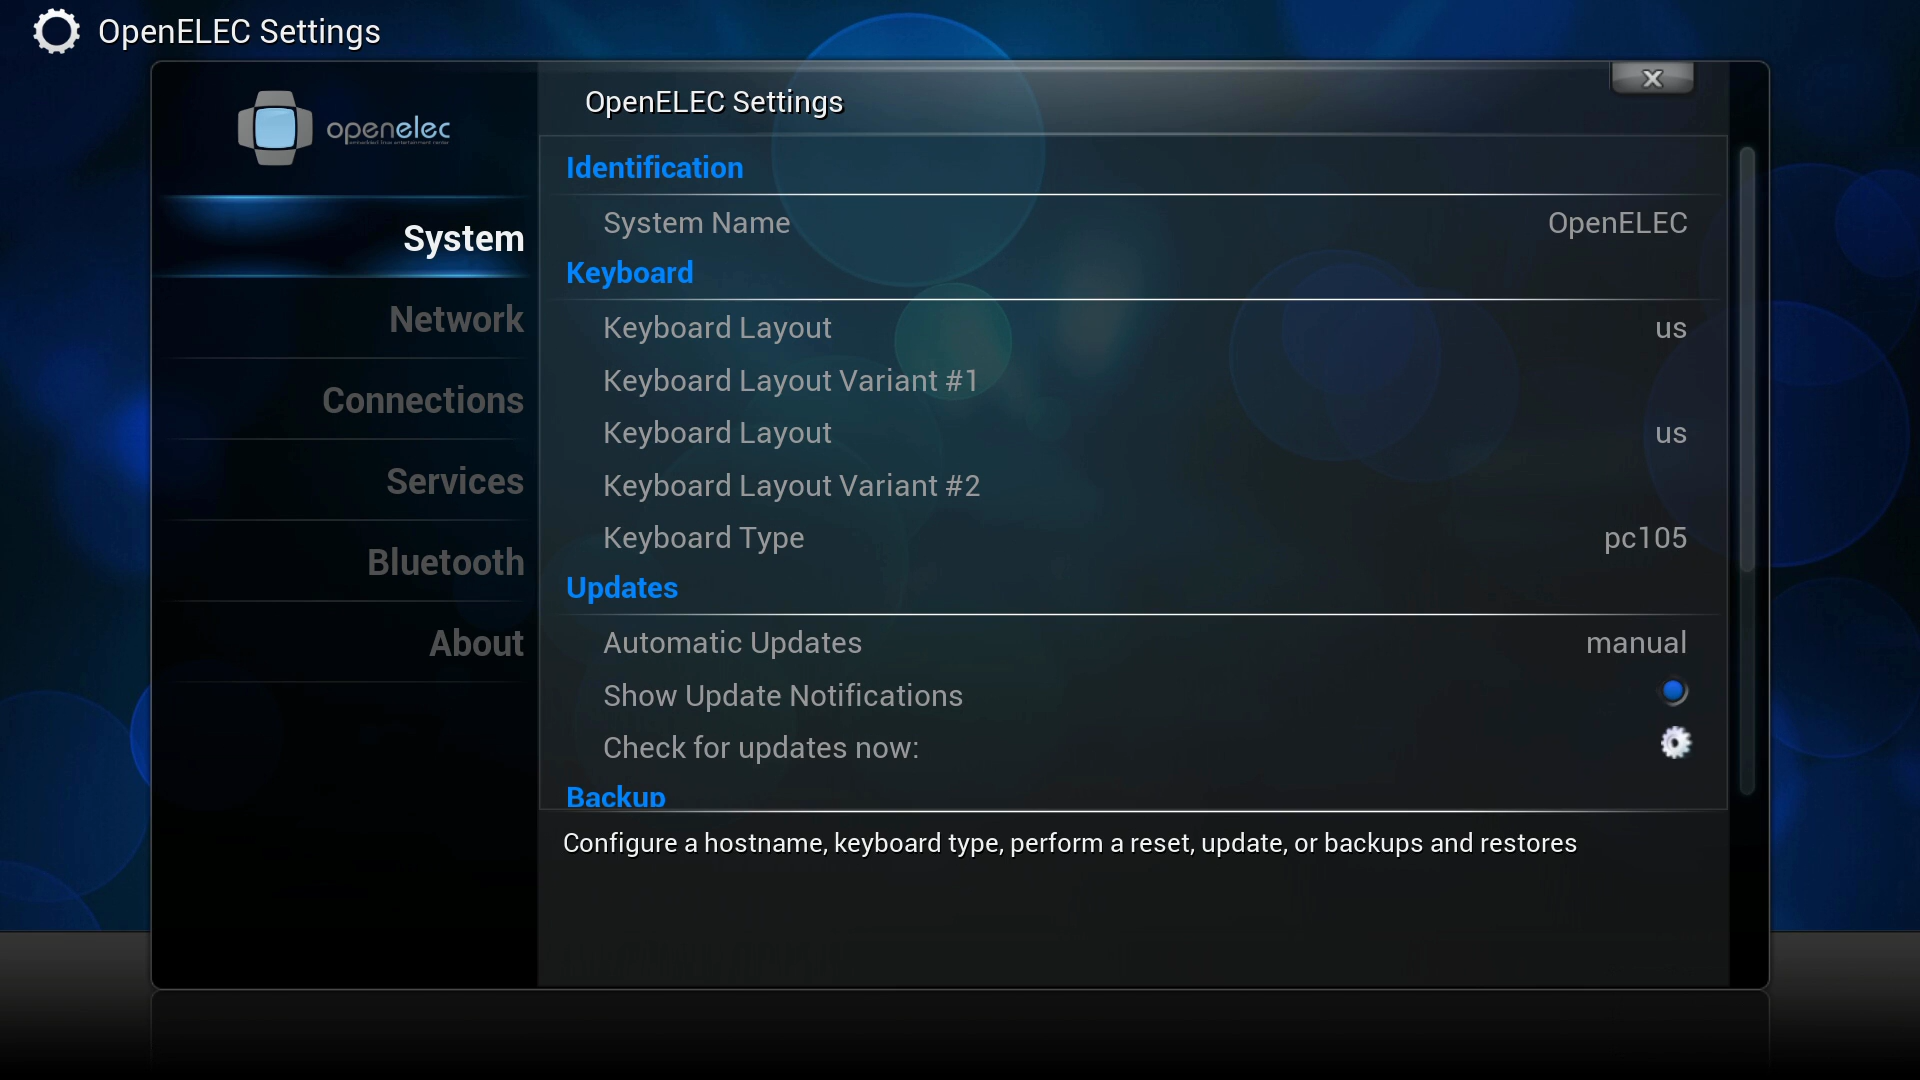 OpenELEC Settings
openelec
OpenELEC Settings
System
Network
Connections
Services
Bluetooth
About
Identification
System Name OpenELEC
Keyboard
Keyboard Layout us
Keyboard Layout Variant #1
Keyboard Layout us
Keyboard Layout Variant #2
Keyboard Type pc105
Updates
Automatic Updates manual
Show Update Notifications
Check for updates now:
Backup
Configure a hostname, keyboard type, perform a reset, update, or backups and restores